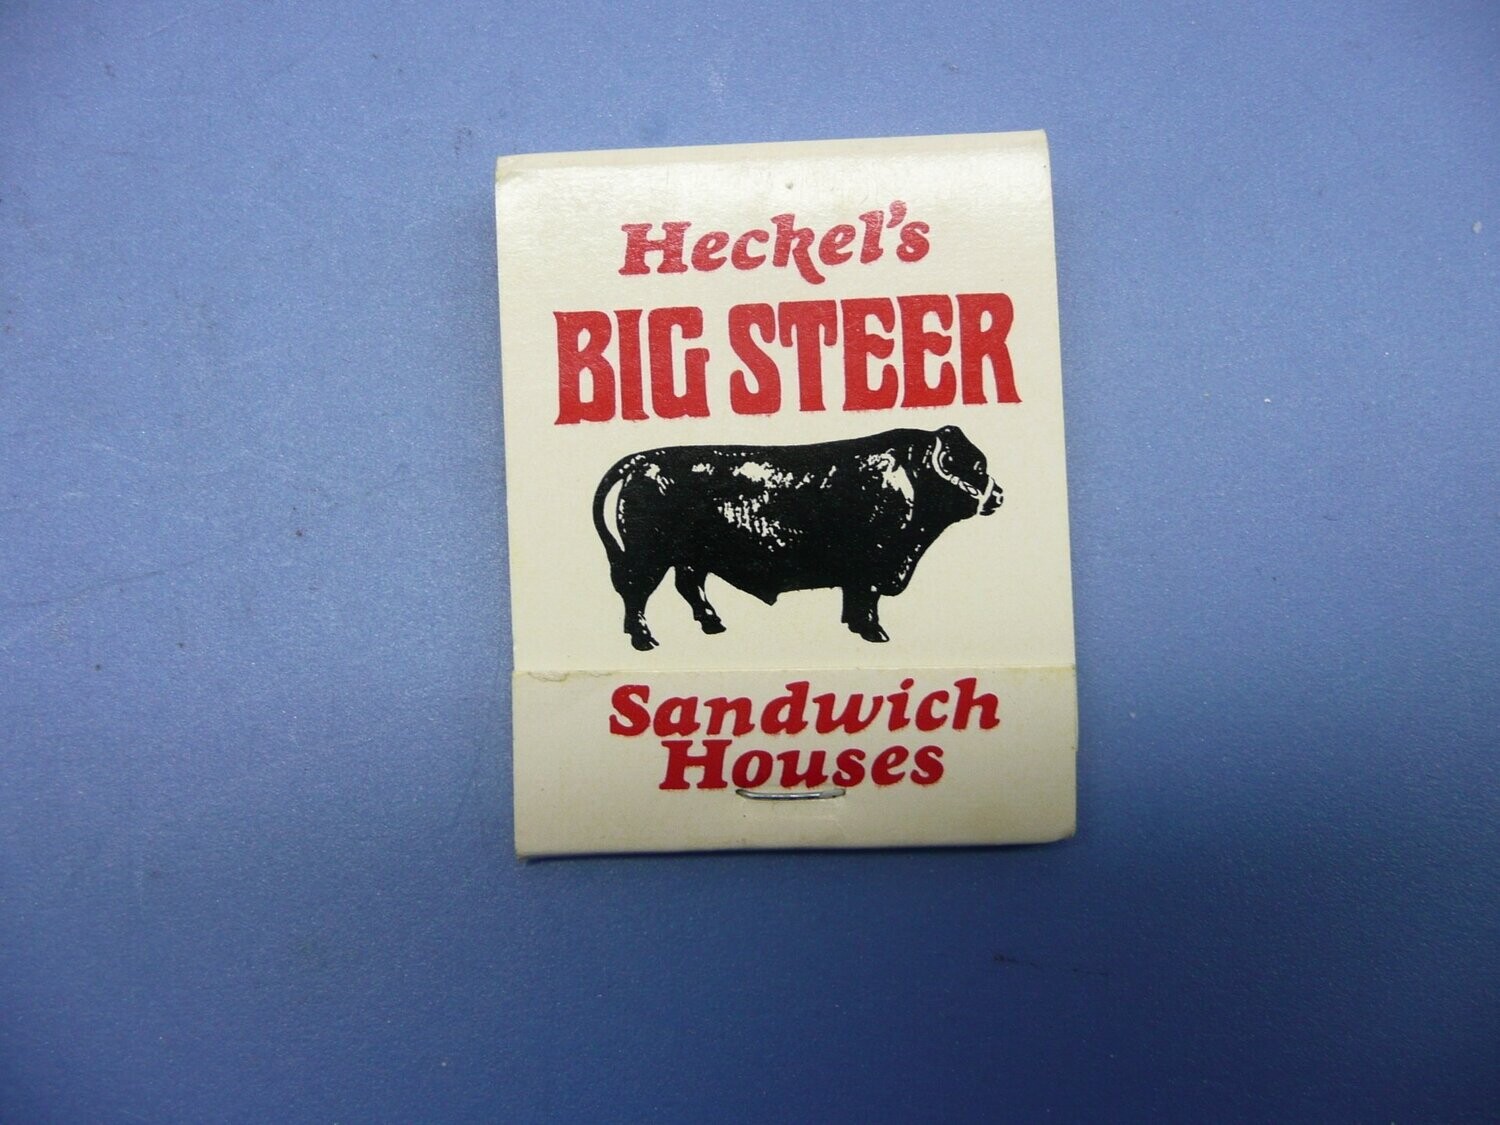 Heckel's
BIG STEER
Sandwich
Houses